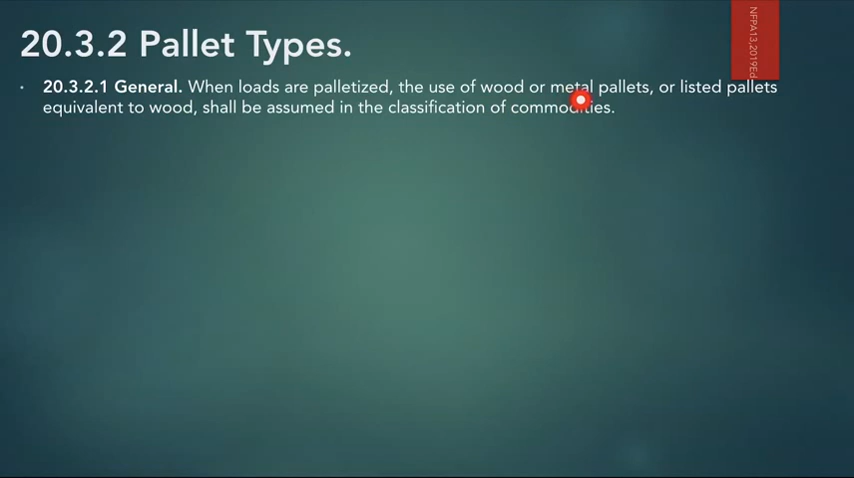 20.3.2 Pallet Types.
NFPA13,2019Ed
20.3.2.1 General. When loads are palletized, the use of wood or metal pallets, or listed pallets
equivalent to wood, shall be assumed in the classification of commodities.